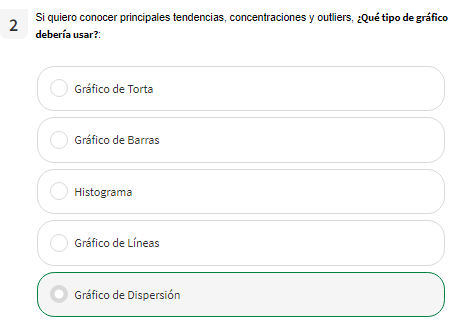 2
Si quiero conocer principales tendencias, concentraciones y outliers, ¿Qué tipo de gráfico
debería usar?:
Gráfico de Torta
Gráfico de Barras
Histograma
Gráfico de Líneas
Gráfico de Dispersión